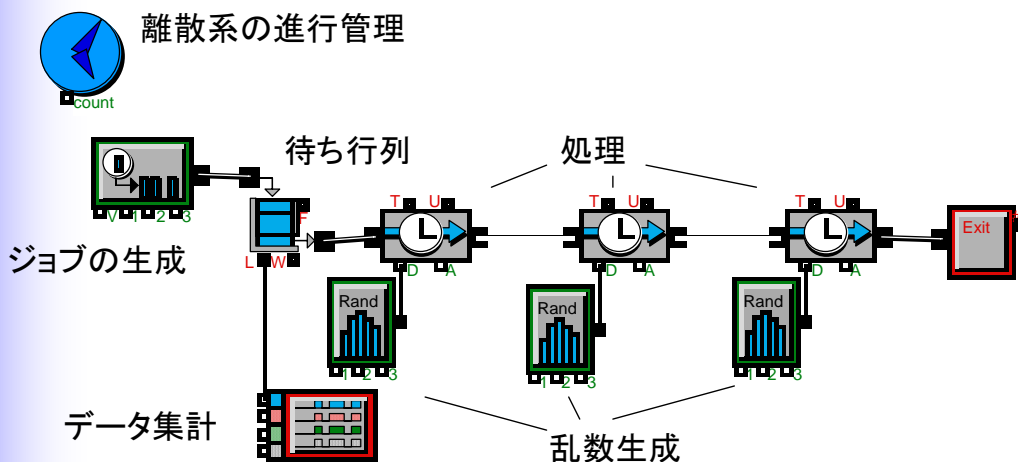 離散系の進行管理
count
待ち行列
処理
V 1 2 3
F
T U
T U
T U
Exit
ジョブの生成
L W
D A
D A
D A
Rand
Rand
Rand
1 2 3
1 2 3
1 2 3
データ集計
乱数生成